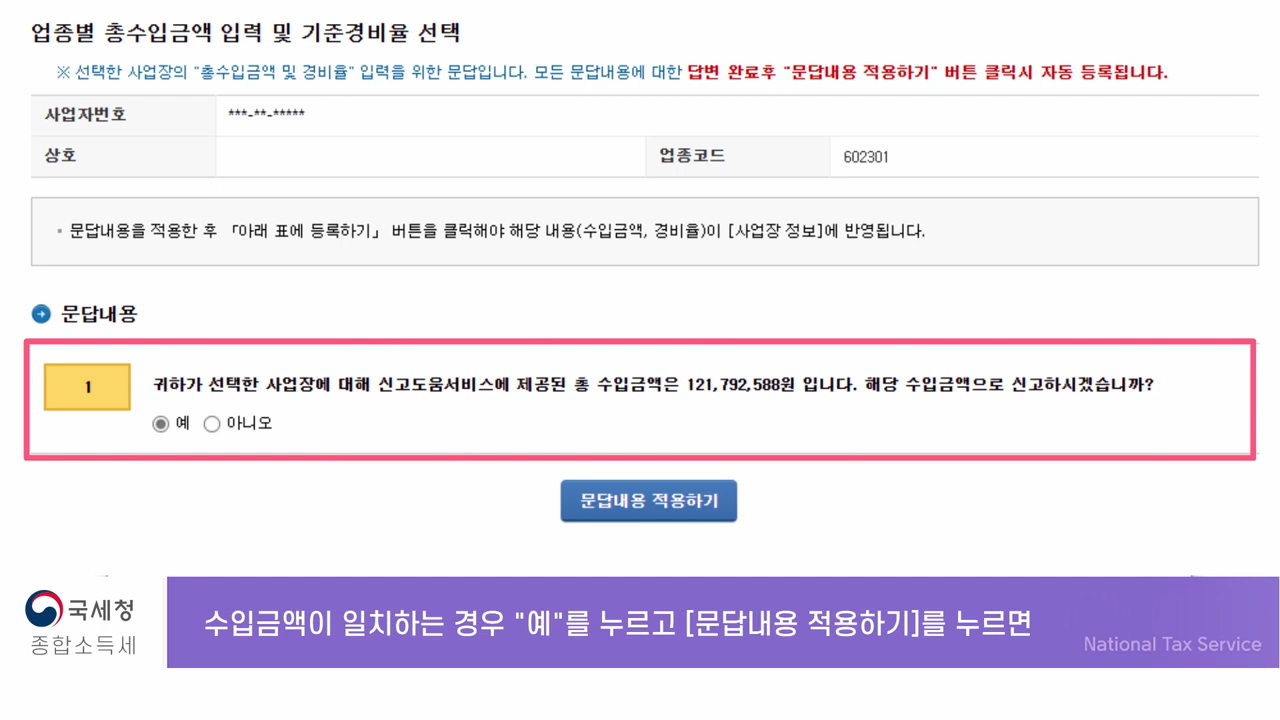 업종별 총수입금액 입력 및 기준경비율 선택
※ 선택한 사업장의 "총수입금액 및 경비율" 입력을 위한 문답입니다. 모든 문답내용에 대한 답변 완료후 "문답내용 적용하기" 버튼 클릭시 자동 등록됩니다.
사업자번호 ***-**-*****
상호 업종코드 602301
▪ 문답내용을 적용한 후 「아래 표에 등록하기」 버튼을 클릭해야 해당 내용(수입금액, 경비율)이 [사업장 정보]에 반영됩니다.
문답내용
1 귀하가 선택한 사업장에 대해 신고도움서비스에 제공된 총 수입금액은 121,792,588원 입니다. 해당 수입금액으로 신고하시겠습니까?
예 아니오
문답내용 적용하기
국세청
종합소득세
수입금액이 일치하는 경우 "예"를 누르고 [문답내용 적용하기]를 누르면
National Tax Service